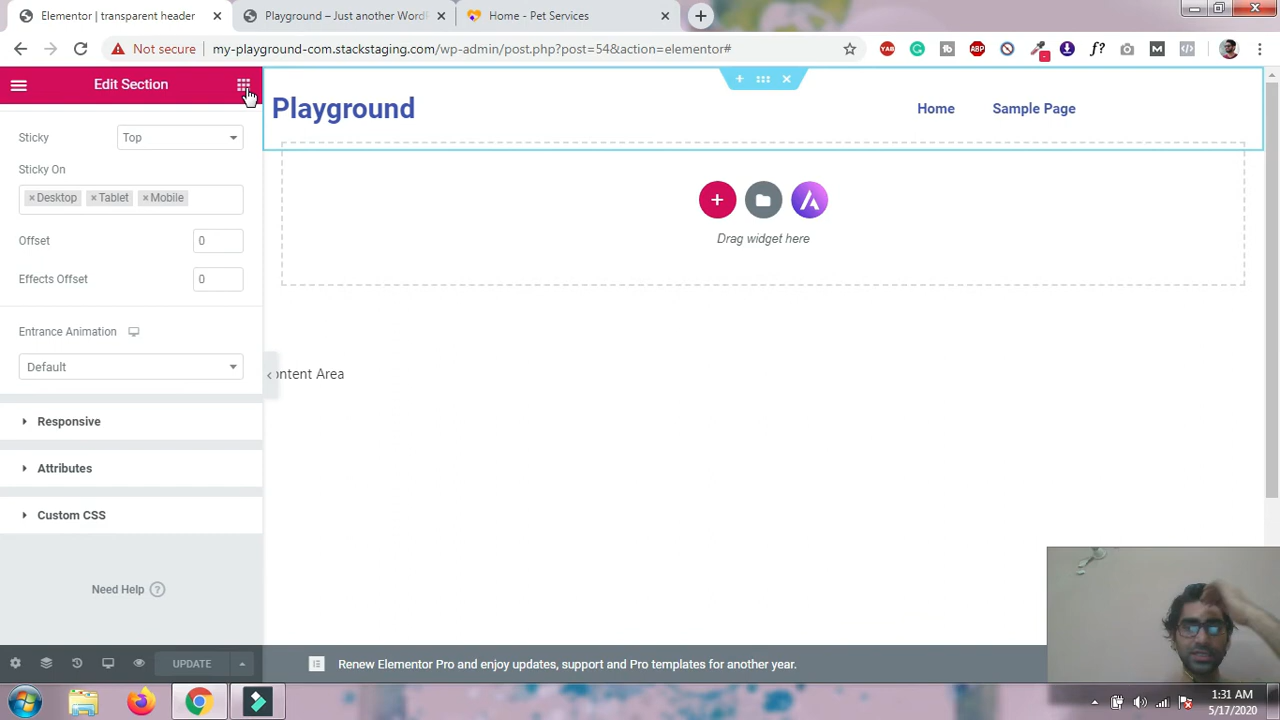 Elementor | transparent header
Playground – Just another Word
Home - Pet Services
Not secure
my-playground-com.stackstaging.com/wp-admin/post.php?post=54&action=elementor#
YAB
tb
ABP
f?
M
Edit Section
Playground
Home
Sample Page
Sticky
Top
Sticky On
×Desktop ×Tablet ×Mobile
Offset
0
Effects Offset
0
Drag widget here
Entrance Animation
Default
ontent Area
Responsive
Attributes
Custom CSS
Need Help ?
UPDATE
Renew Elementor Pro and enjoy updates, support and Pro templates for another year.
1:31 AM
5/17/2020